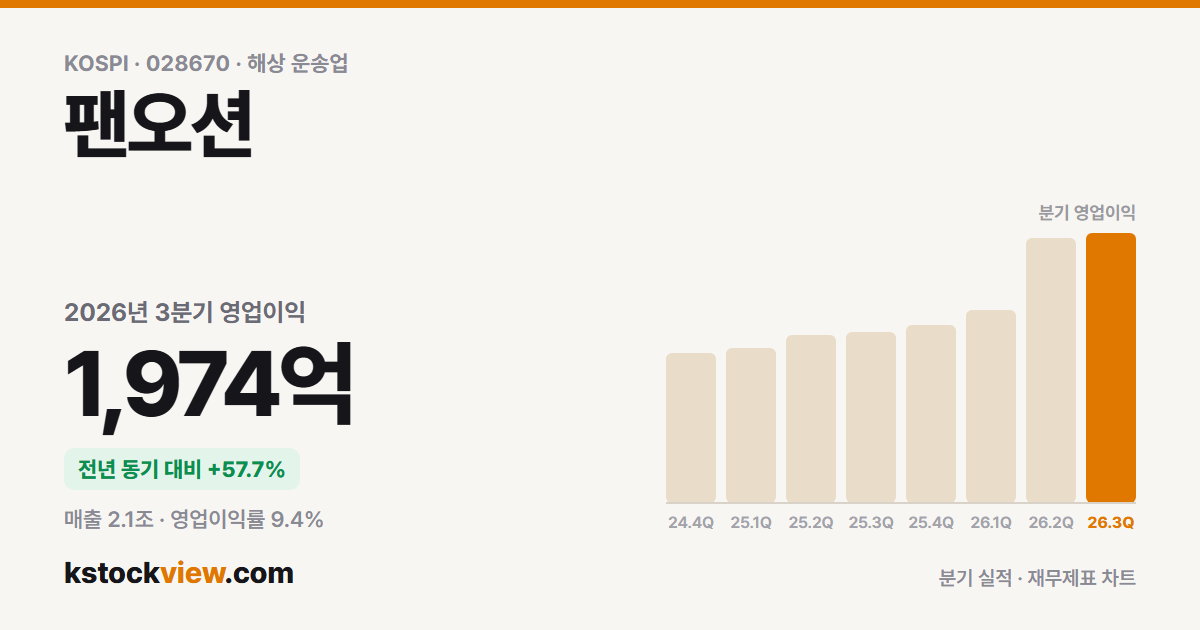 KOSPI · 028670 · 해상 운송업
팬오션
2026년 3분기 영업이익
1,974억
전년 동기 대비 +57.7%
매출 2.1조 · 영업이익률 9.4%
kstockview.com
분기 영업이익
24.4Q 25.1Q 25.2Q 25.3Q 25.4Q 26.1Q 26.2Q 26.3Q
분기 실적 · 재무제표 차트